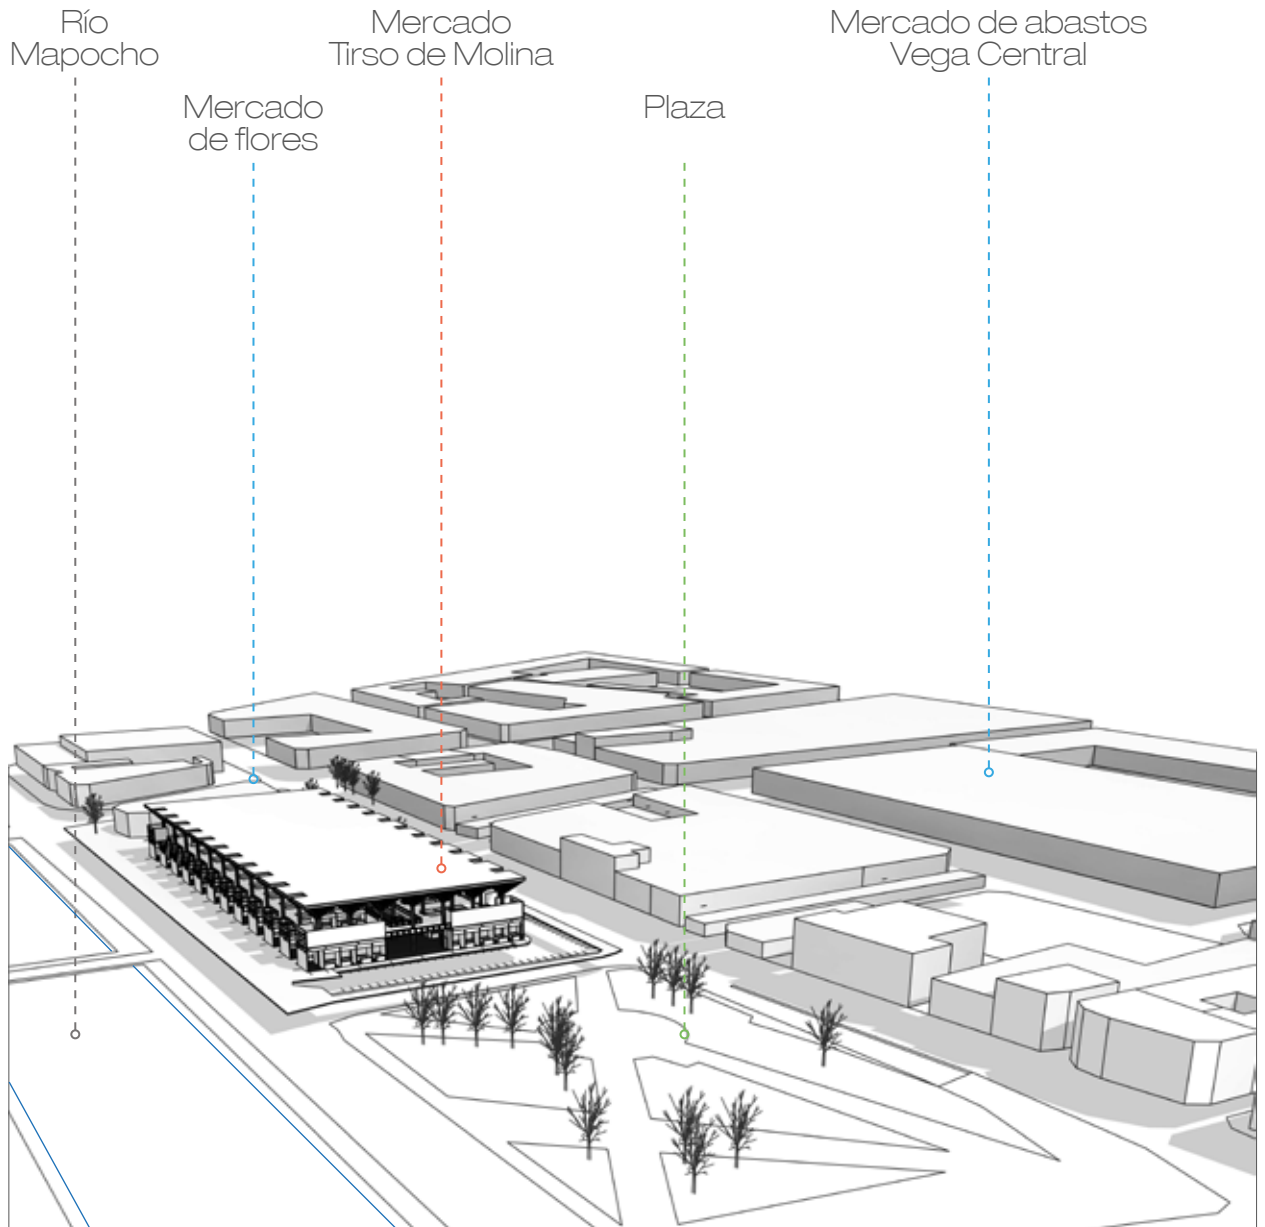 Río
Mapocho
Mercado
de flores
Mercado
Tirso de Molina
Plaza
Mercado de abastos
Vega Central